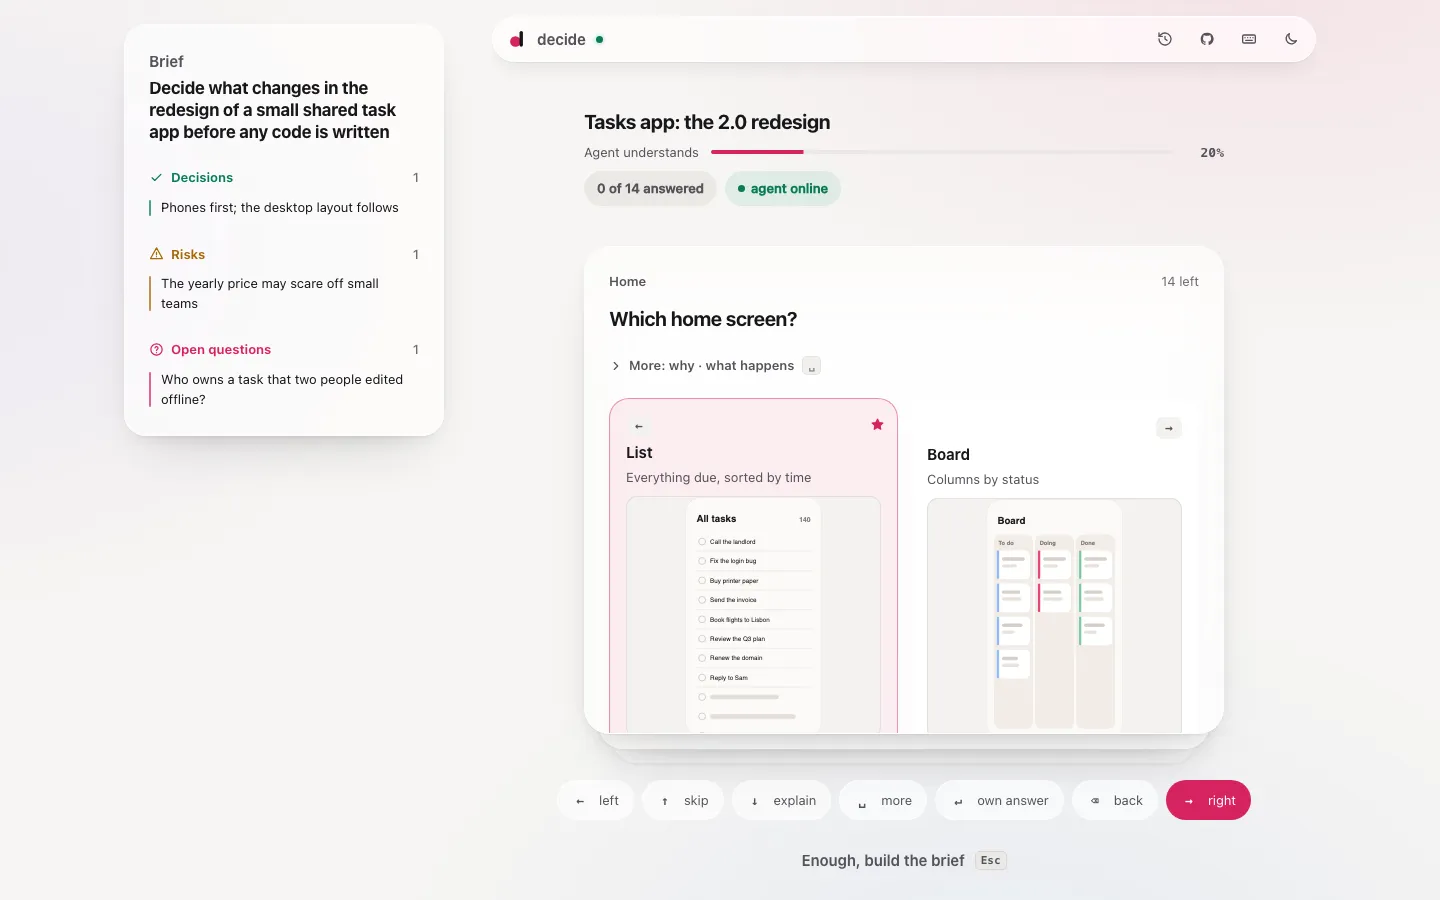 Brief
Decide what changes in the
redesign of a small shared task
app before any code is written
Decisions 1
Phones first; the desktop layout follows
Risks 1
The yearly price may scare off small
teams
Open questions 1
Who owns a task that two people edited
offline?
decide
Tasks app: the 2.0 redesign
Agent understands 20%
0 of 14 answered agent online
Home 14 left
Which home screen?
More: why · what happens ␣
←
List
Everything due, sorted by time
All tasks 140
Call the landlord
Fix the login bug
Buy printer paper
Send the invoice
Book flights to Lisbon
Review the Q3 plan
Renew the domain
Reply to Sam
→
Board
Columns by status
Board
To do Doing Done
← left ↑ skip ↓ explain ␣ more ↵ own answer ⌫ back → right
Enough, build the brief Esc